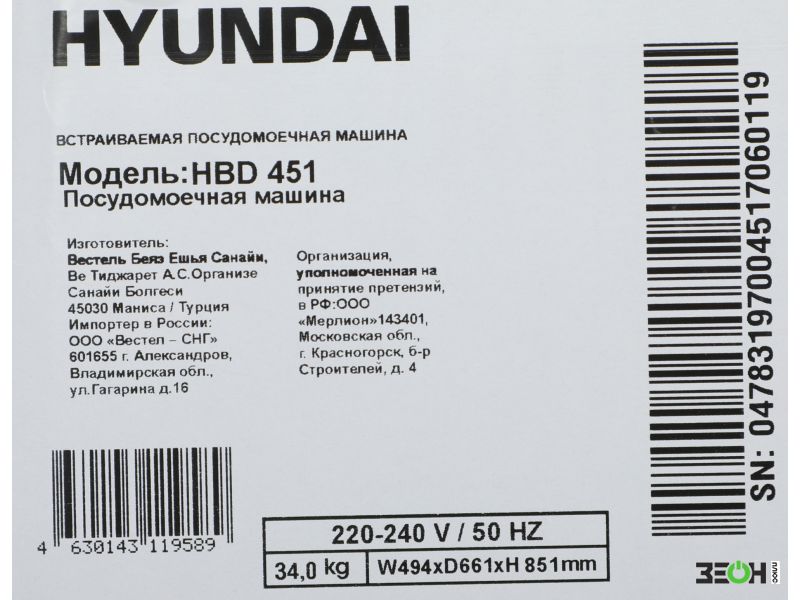 HYUNDAI
ВСТРАИВАЕМАЯ ПОСУДОМОЕЧНАЯ МАШИНА
Модель:HBD 451
Посудомоечная машина
Изготовитель:
Вестель Беяз Ешья Санайи,
Ве Тиджарет А.С.Организе
Санайи Болгеси
45030 Маниса / Турция
Импортер в России:
ООО «Вестел – СНГ»
601655 г. Александров,
Владимирская обл.,
ул.Гагарина д.16
Организация,
уполномоченная на
принятие претензий,
в РФ:ООО
«Мерлион»143401,
Московская обл.,
г. Красногорск, б-р
Строителей, д. 4
4 630143 119589
220-240 V / 50 HZ
34,0 kg
W494xD661xH 851mm
SN: 04783197004517060119
ЗЕОН
плюс